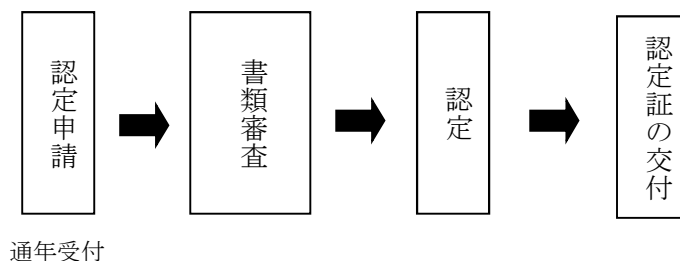 認定申請
書類審査
認定
認定証の交付
通年受付